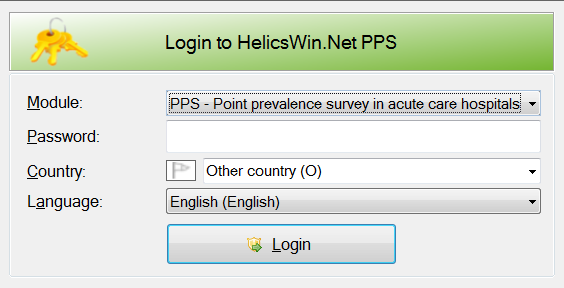 Login to HelicsWin.Net PPS
Module: PPS - Point prevalence survey in acute care hospitals
Password:
Country: Other country (O)
Language: English (English)
Login